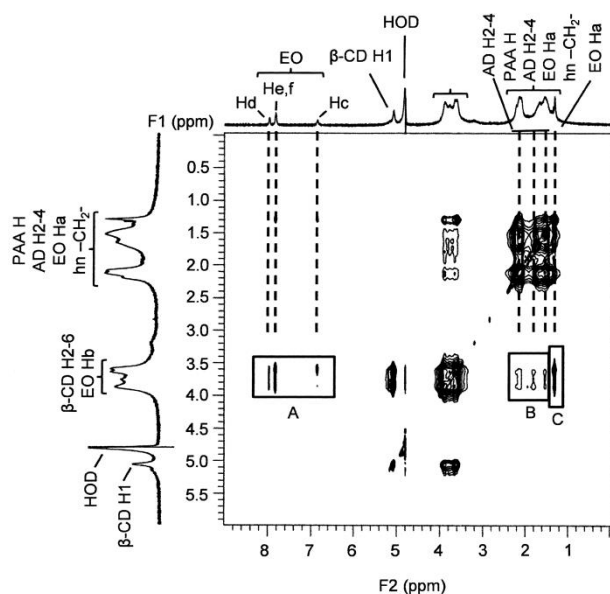 HOD
EO
β-CD H1
AD H2-4
PAA H
AD H2-4
EO Ha
hn –CH2-
EO Ha
He,f
Hd
Hc
F1 (ppm)
0.5
1.0
1.5
2.0
2.5
3.0
3.5
4.0
4.5
5.0
5.5
PAA H
AD H2-4
EO Ha
hn –CH2-
β-CD H2-6
EO Hb
HOD
β-CD H1
A
B
C
8 7 6 5 4 3 2 1
F2 (ppm)